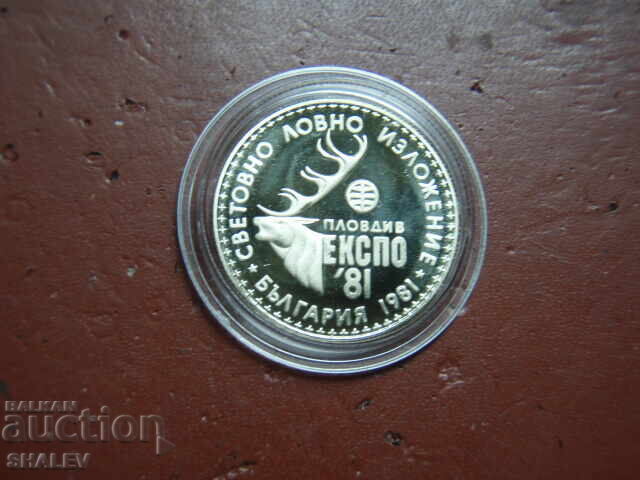 СВЕТОВНО ЛОВНО ИЗЛОЖЕНИЕ
ПЛОВДИВ
ЕКСПО
'81
* БЪЛГАРИЯ 1981 *
BALKAN
auction
SHALEV